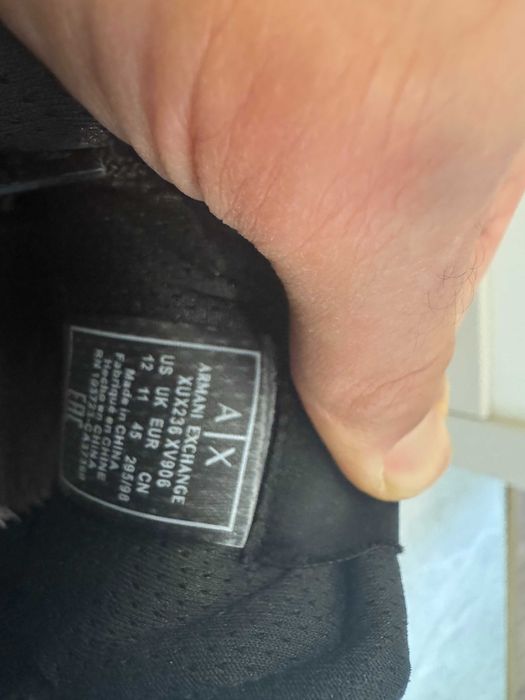 A|X
ARMANI EXCHANGE
XUX236 XV906
US UK EUR CN
12 11 45 295/98
Made in CHINA
Fabriqué en CHINE
Hecho en CHINA
EAC